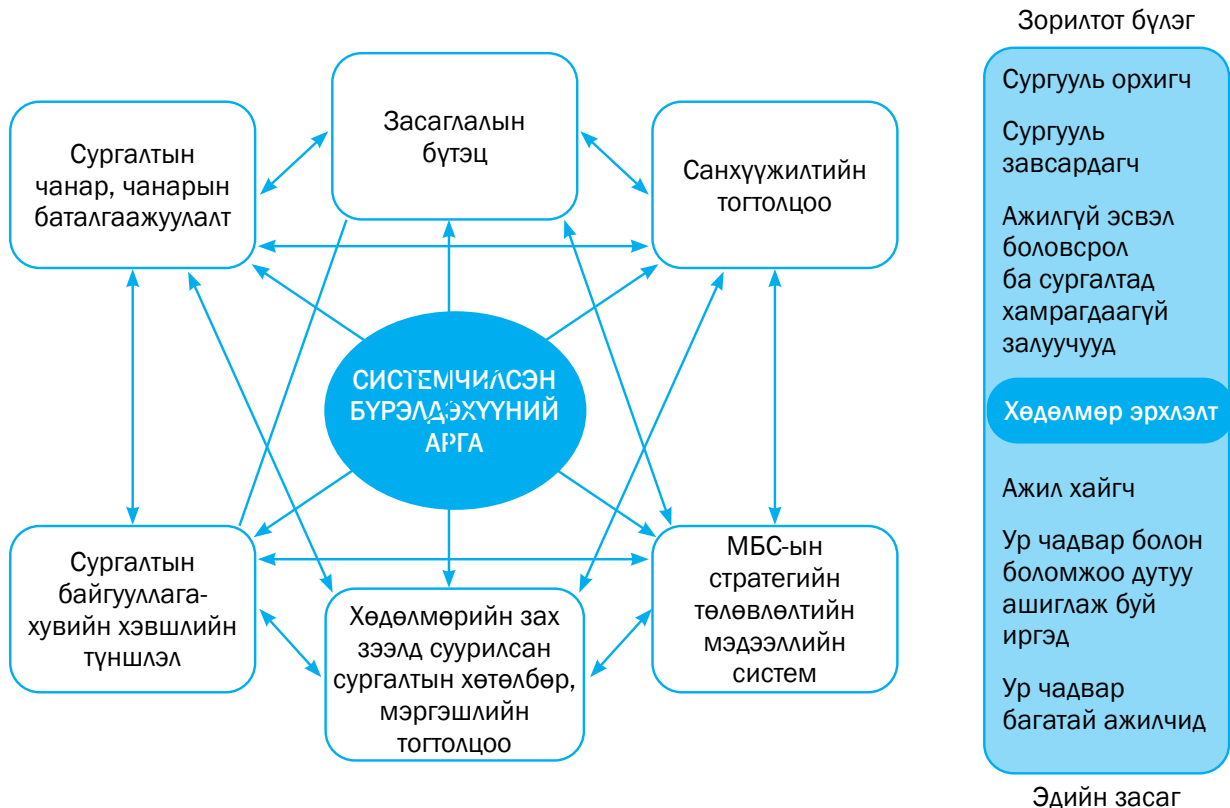 Сургалтын
чанар, чанарын
баталгаажуулалт
Засаглалын
бүтэц
Санхүүжилтийн
тогтолцоо
СИСТЕМЧИЛСЭН
БҮРЭЛДЭХҮҮНИЙ
АРГА
Сургалтын
байгууллага-
хувийн хэвшлийн
түншлэл
Хөдөлмөрийн зах
зээлд суурилсан
сургалтын хөтөлбөр,
мэргэшлийн
тогтолцоо
МБС-ын
стратегийн
төлөвлөлтийн
мэдээллийн
систем
Зорилтот бүлэг
Сургууль орхигч
Сургууль
завсардагч
Ажилгүй эсвэл
боловсрол
ба сургалтад
хамрагдаагүй
залуучууд
Хөдөлмөр эрхлэлт
Ажил хайгч
Ур чадвар болон
боломжоо дутуу
ашиглаж буй
иргэд
Ур чадвар
багатай ажилчид
Эдийн засаг